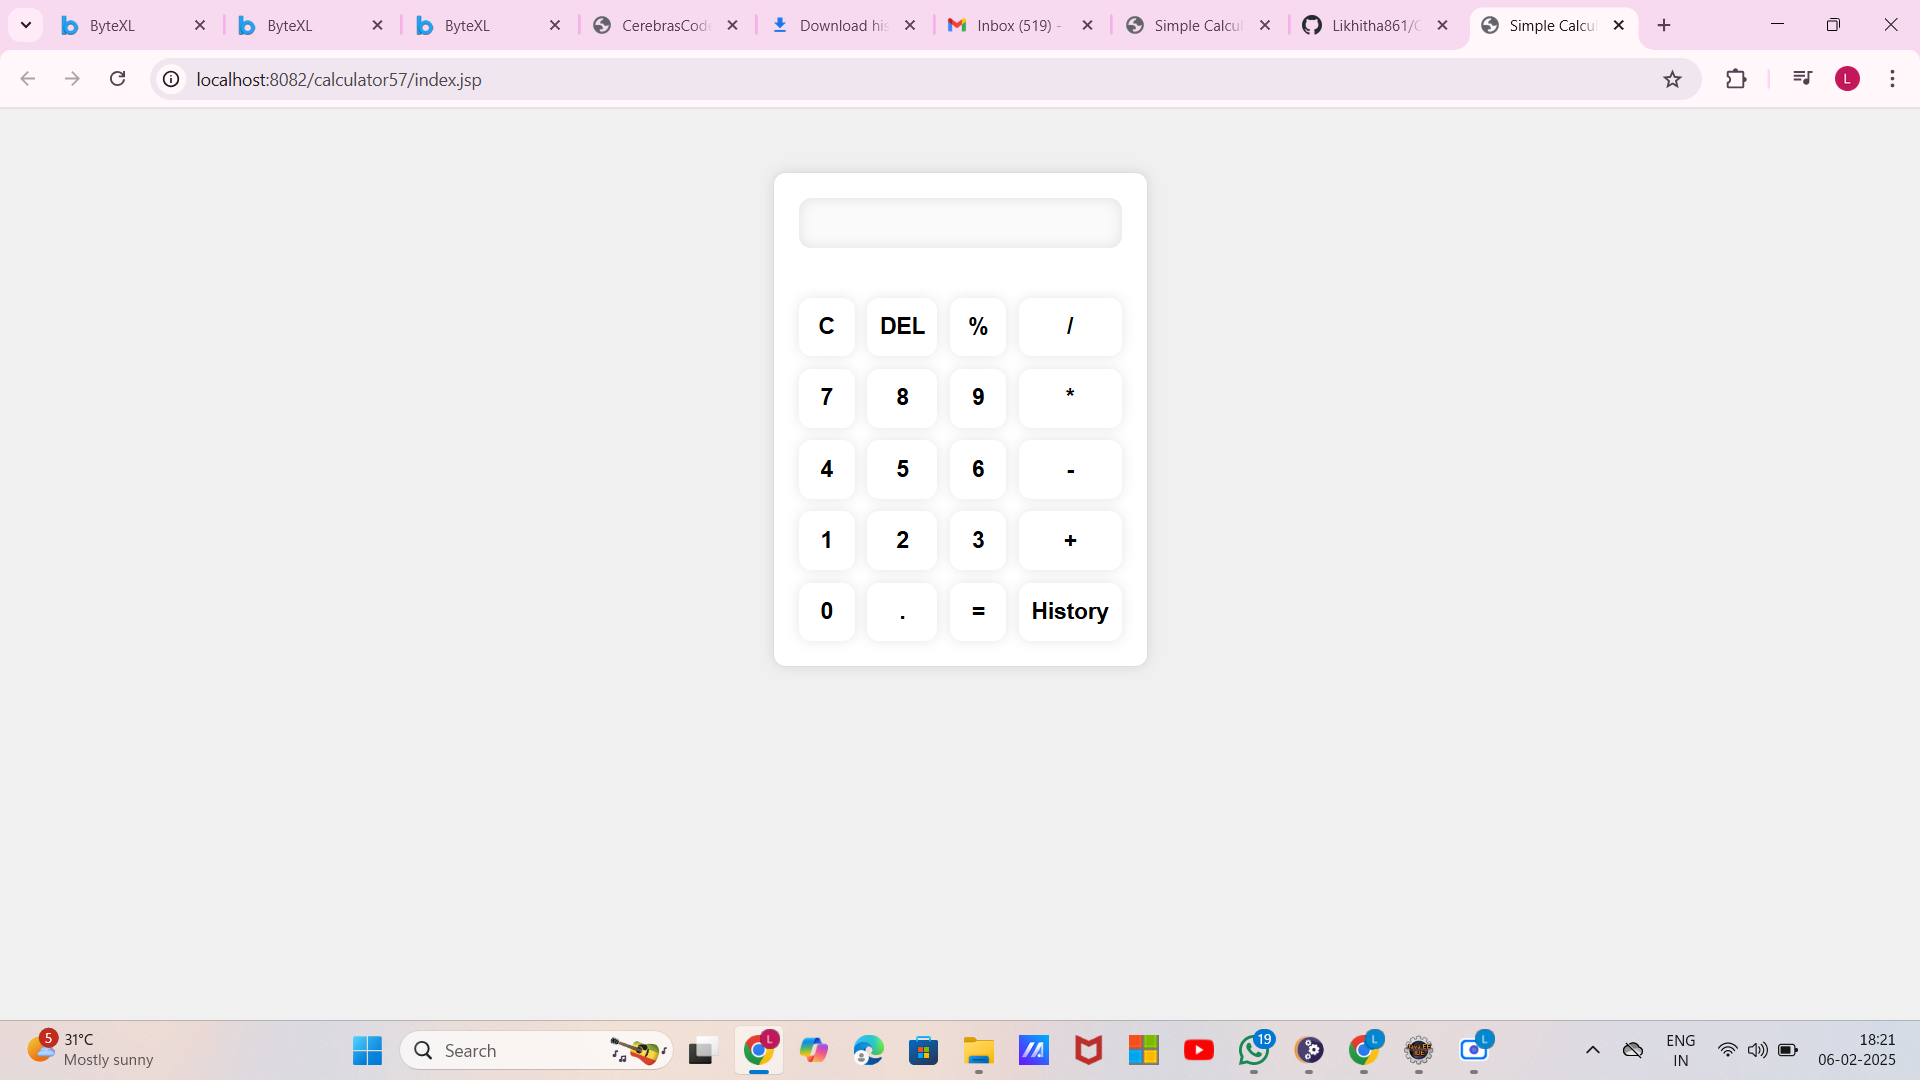 ByteXL
ByteXL
ByteXL
CerebrasCode
Download his
Inbox (519) -
Simple Calcul
Likhitha861/C
Simple Calcul
localhost:8082/calculator57/index.jsp
L
C DEL % /
7 8 9 *
4 5 6 -
1 2 3 +
0 . = History
5
31°C
Mostly sunny
Search
L
19
L
L
ENG
IN
18:21
06-02-2025